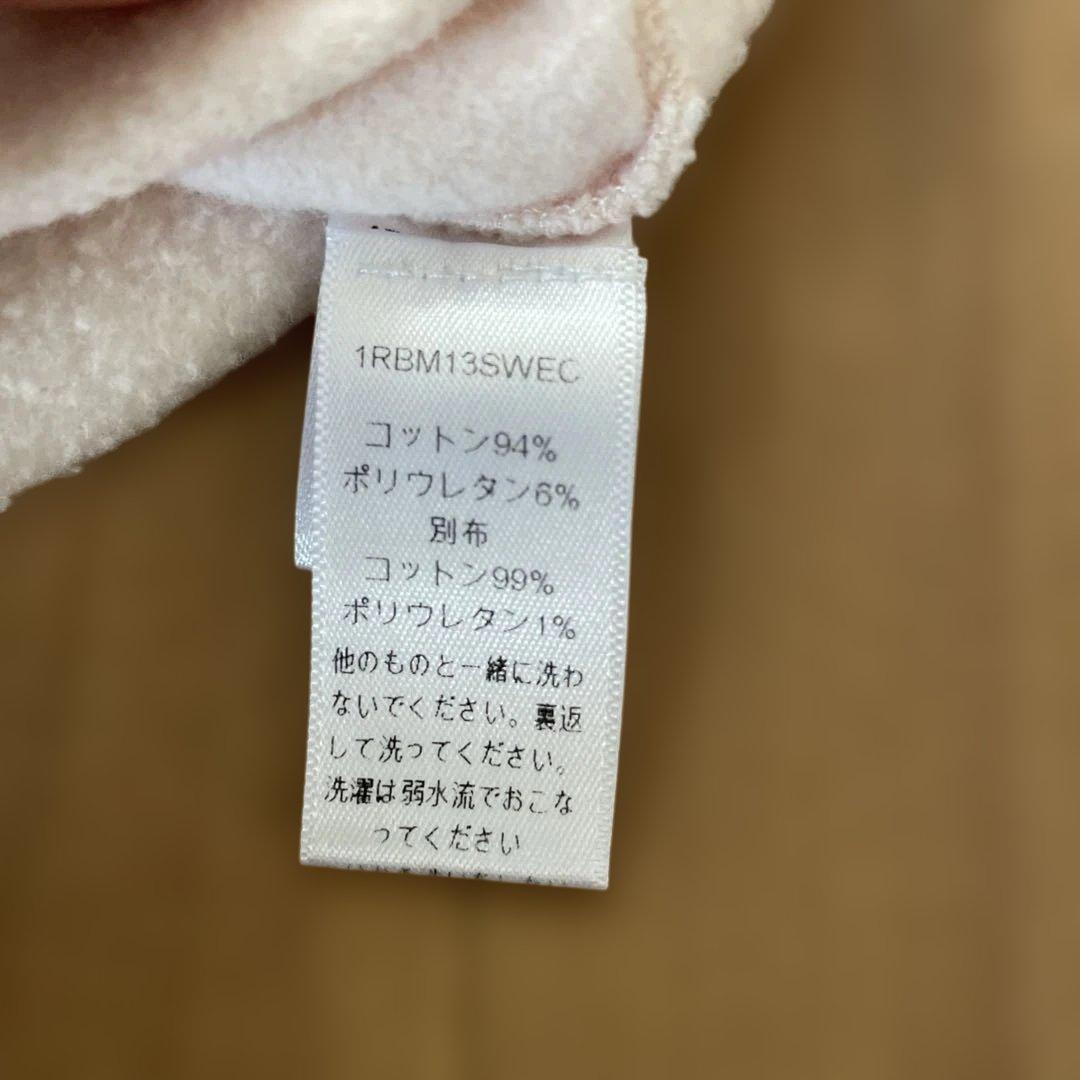 1RBM13SWEC
コットン94%
ポリウレタン6%
別布
コットン99%
ポリウレタン1%
他のものと一緒に洗わ
ないでください。裏返
して洗ってください。
洗濯は弱水流でおこな
ってください